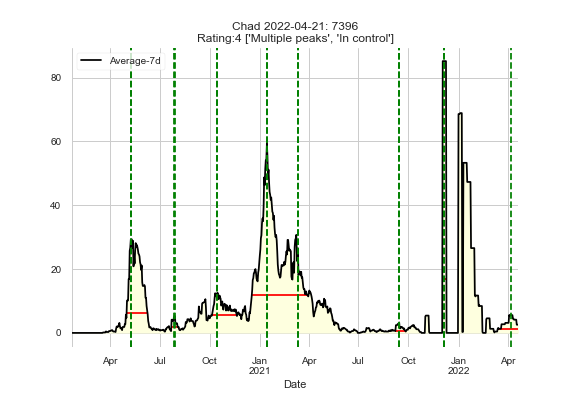 Chad 2022-04-21: 7396
Rating:4 ['Multiple peaks', 'In control']
Average-7d
80
60
40
20
0
Apr Jul Oct Jan Apr Jul Oct Jan Apr
2021 2022
Date